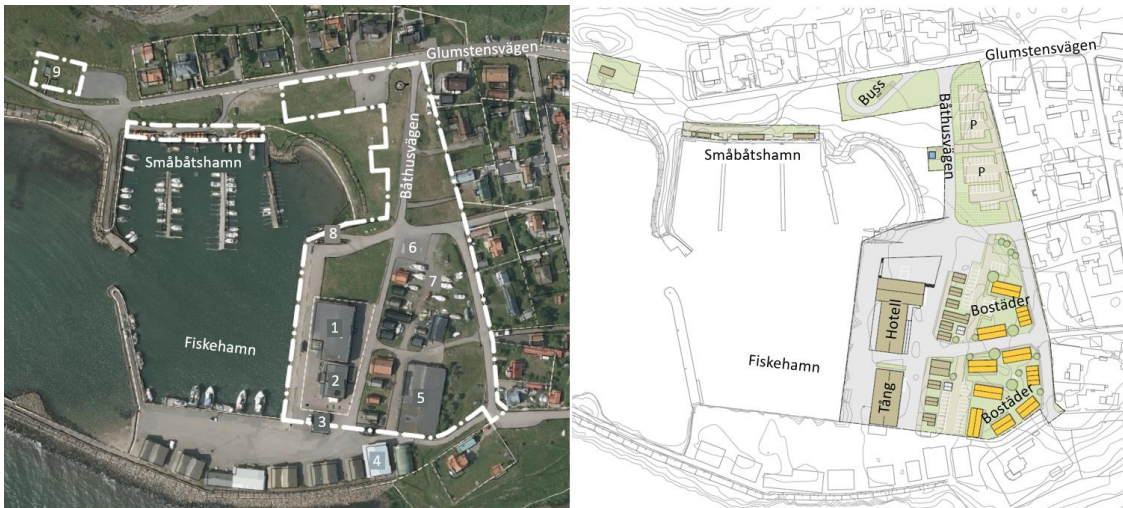 Glumstensvägen
9
Småbåtshamn
Båthusvägen
8
6
7
1
Fiskehamn
2
5
3
4
Glumstensvägen
Buss
Båthusvägen
P
Småbåtshamn
P
Hotell
Bostäder
Fiskehamn
Tång
Bostäder